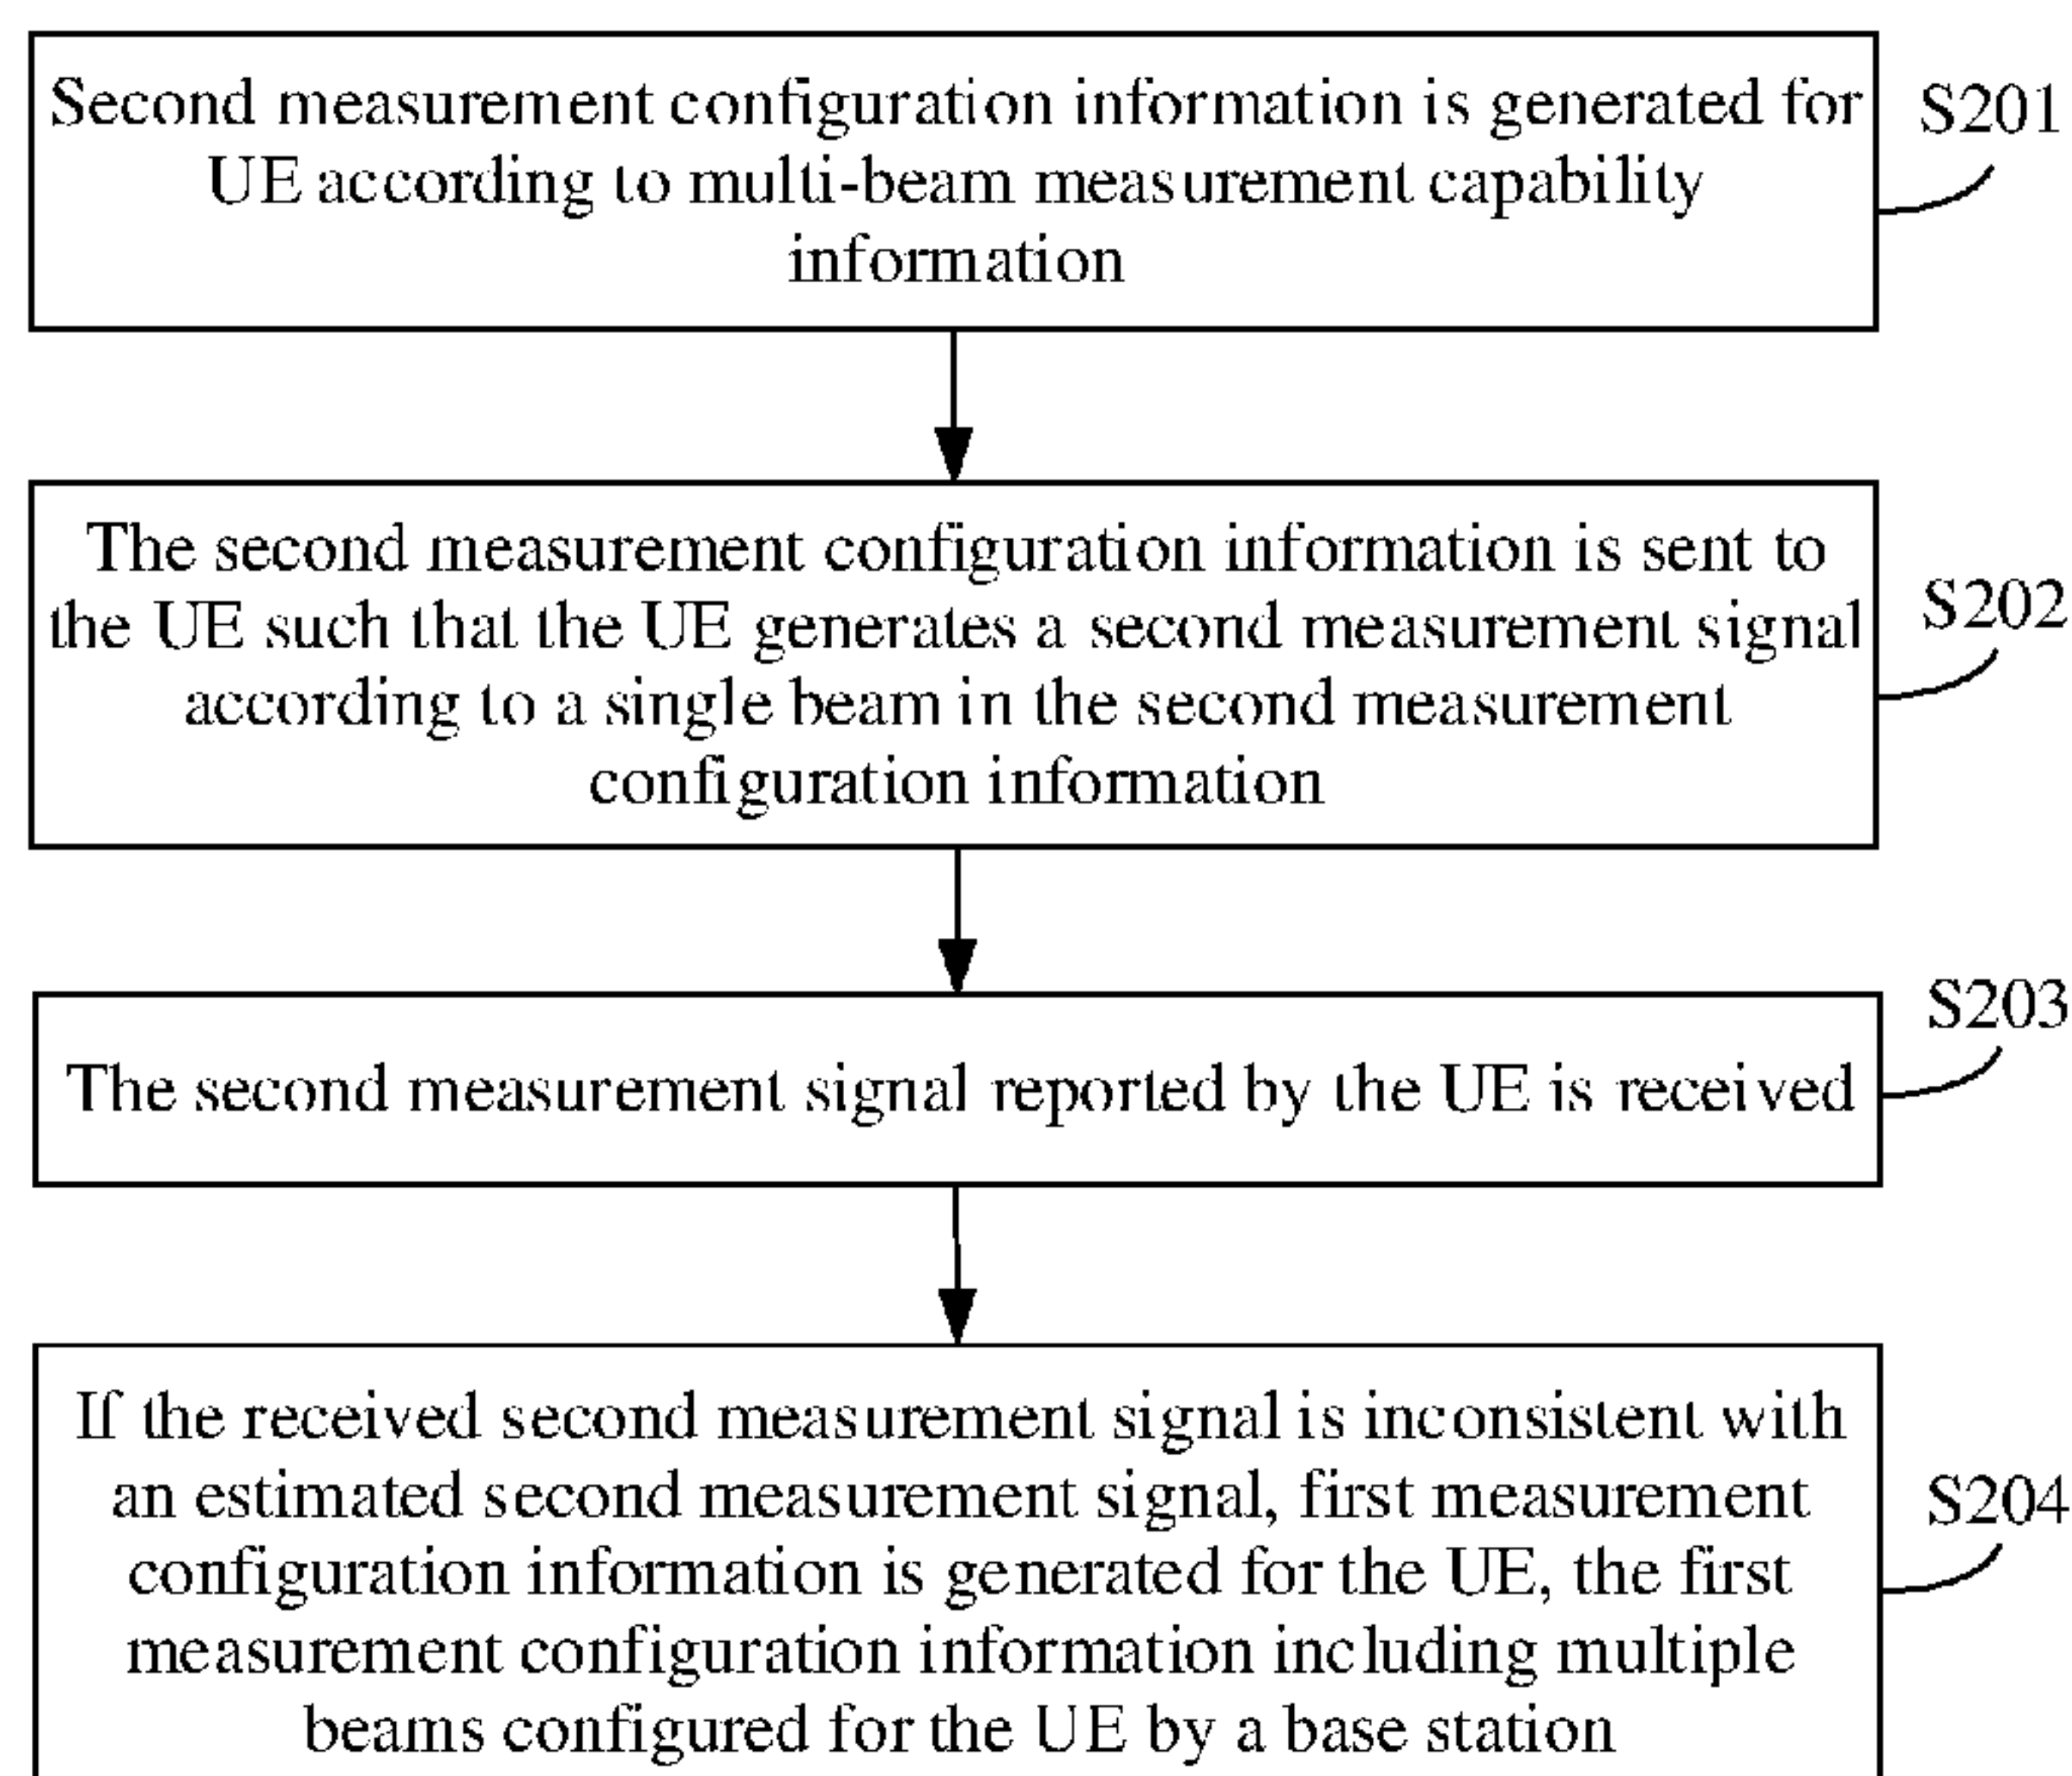 Second measurement configuration information is generated for
UE according to multi-beam measurement capability
information
S201
The second measurement configuration information is sent to
the UE such that the UE generates a second measurement signal
according to a single beam in the second measurement
configuration information
S202
The second measurement signal reported by the UE is received
S203
If the received second measurement signal is inconsistent with
an estimated second measurement signal, first measurement
configuration information is generated for the UE, the first
measurement configuration information including multiple
beams configured for the UE by a base station
S204